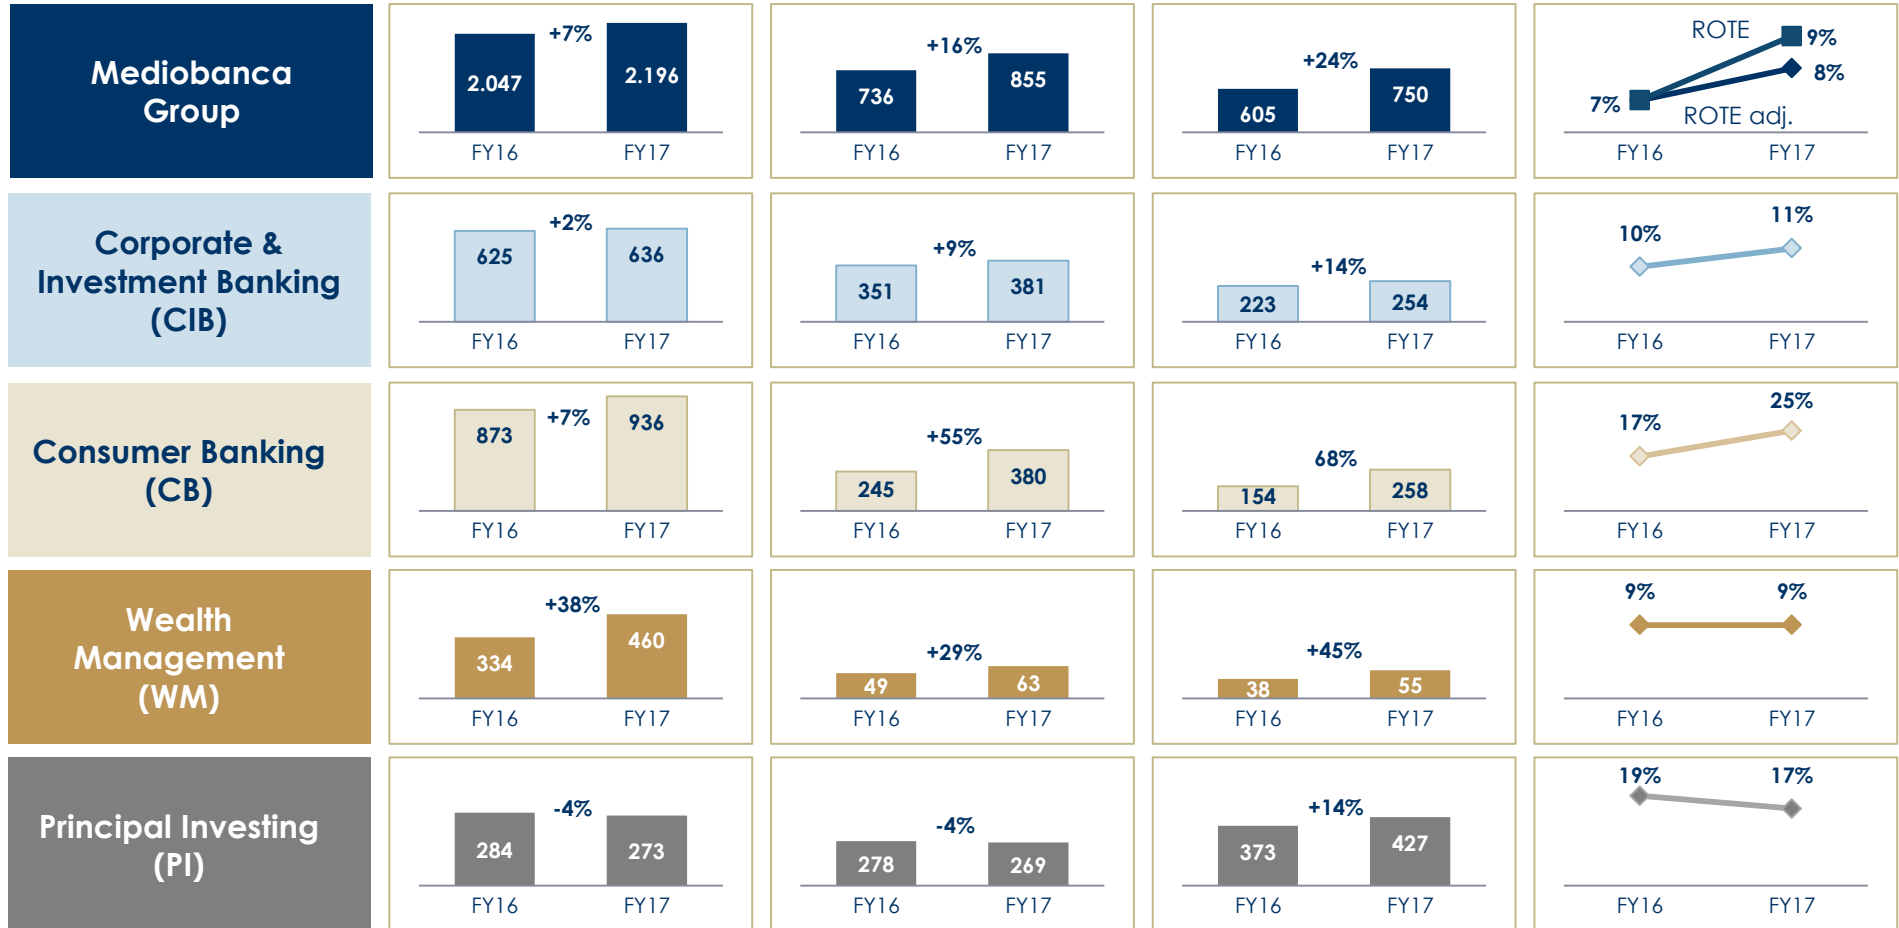 Mediobanca
Group
2.047
+7%
2.196
FY16
FY17
736
+16%
855
FY16
FY17
605
+24%
750
FY16
FY17
ROTE
9%
8%
7%
ROTE adj.
FY16
FY17
Corporate &
Investment Banking
(CIB)
625
+2%
636
FY16
FY17
351
+9%
381
FY16
FY17
223
+14%
254
FY16
FY17
10%
11%
FY16
FY17
Consumer Banking
(CB)
873
+7%
936
FY16
FY17
245
+55%
380
FY16
FY17
154
68%
258
FY16
FY17
17%
25%
FY16
FY17
Wealth
Management
(WM)
334
+38%
460
FY16
FY17
49
+29%
63
FY16
FY17
38
+45%
55
FY16
FY17
9%
9%
FY16
FY17
Principal Investing
(PI)
284
-4%
273
FY16
FY17
278
-4%
269
FY16
FY17
373
+14%
427
FY16
FY17
19%
17%
FY16
FY17